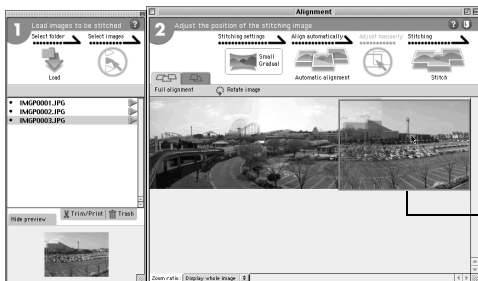 1 Load images to be stitched ?
Select folder
Select images
Load
• IMGP0001.JPG
• IMGP0002.JPG
• IMGP0003.JPG
Hide preview
Trim/Print
Trash
Alignment
2 Adjust the position of the stitching image ?
Stitching settings
Align automatically
Adjust manually
Stitching
Small
Gradual
Automatic alignment
Stitch
Full alignment
Rotate image
Zoom ratio: Display whole image